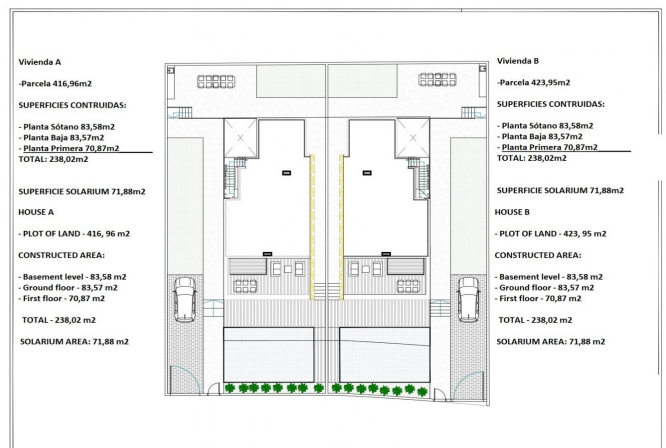 Vivienda A
-Parcela 416,96m2
SUPERFICIES CONTRUIDAS:
- Planta Sótano 83,58m2
- Planta Baja 83,57m2
- Planta Primera 70,87m2
TOTAL: 238,02m2
SUPERFICIE SOLARIUM 71,88m2
HOUSE A
- PLOT OF LAND - 416, 96 m2
CONSTRUCTED AREA:
- Basement level - 83,58 m2
- Ground floor - 83,57 m2
- First floor - 70,87 m2
TOTAL - 238,02 m2
SOLARIUM AREA: 71,88 m2
Vivienda B
-Parcela 423,95m2
SUPERFICIES CONTRUIDAS:
- Planta Sótano 83,58m2
- Planta Baja 83,57m2
- Planta Primera 70,87m2
TOTAL: 238,02m2
SUPERFICIE SOLARIUM 71,88m2
HOUSE B
- PLOT OF LAND - 423, 95 m2
CONSTRUCTED AREA:
- Basement level - 83,58 m2
- Ground floor - 83,57 m2
- First floor - 70,87 m2
TOTAL - 238,02 m2
SOLARIUM AREA: 71,88 m2